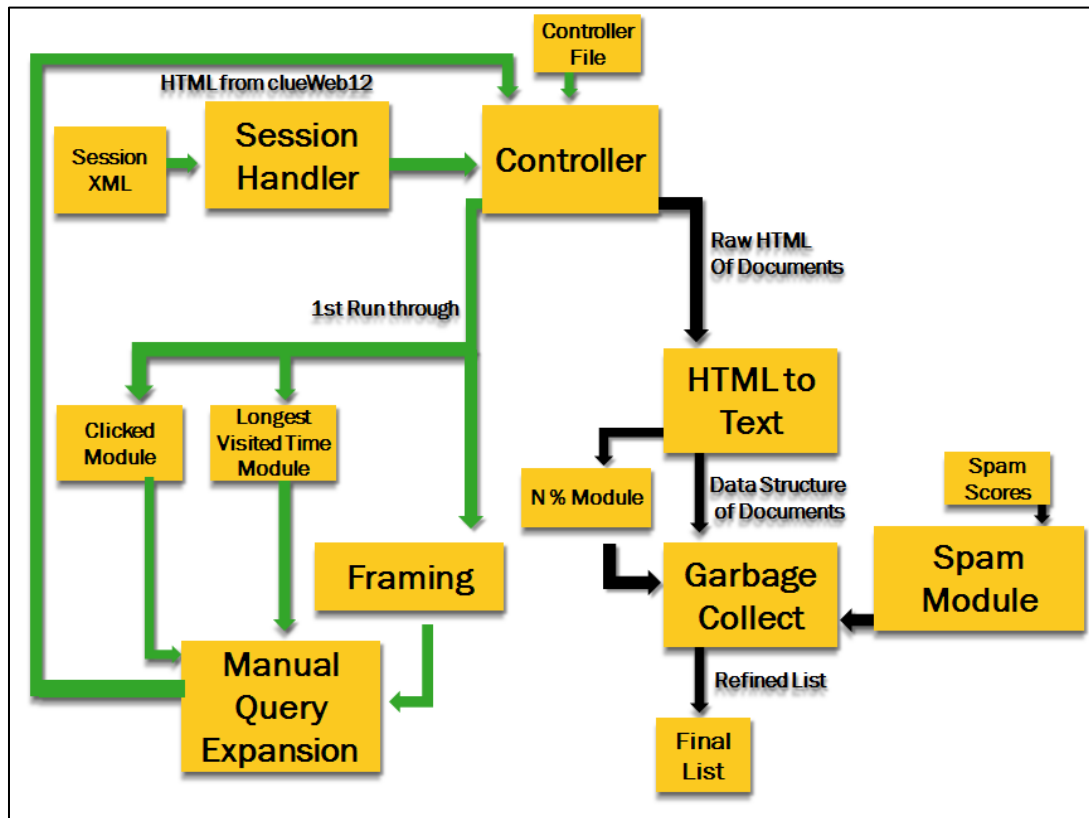 Controller
File
HTML from clueWeb12
Session
XML
Session
Handler
Controller
Raw HTML
Of Documents
1st Run through
HTML to
Text
Clicked
Module
Longest
Visited Time
Module
N % Module
Data Structure
of Documents
Spam
Scores
Framing
Garbage
Collect
Spam
Module
Manual
Query
Expansion
Refined List
Final
List